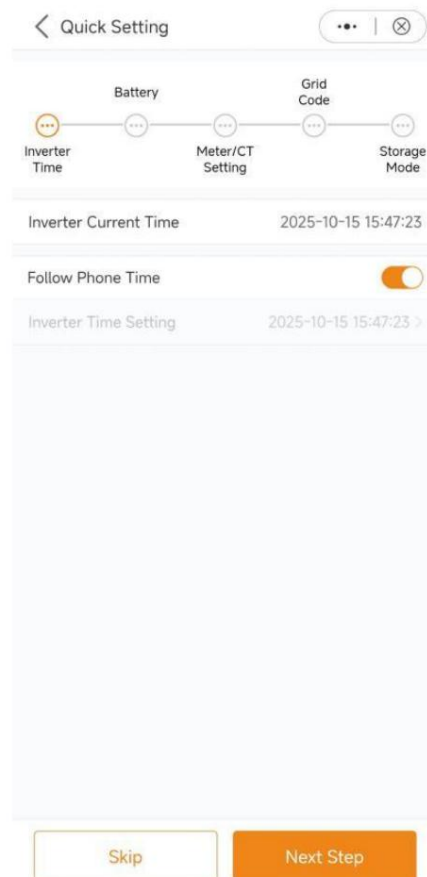 Quick Setting
Battery
Grid
Code
Inverter
Time
Meter/CT
Setting
Storage
Mode
Inverter Current Time 2025-10-15 15:47:23
Follow Phone Time
Inverter Time Setting 2025-10-15 15:47:23
Skip Next Step